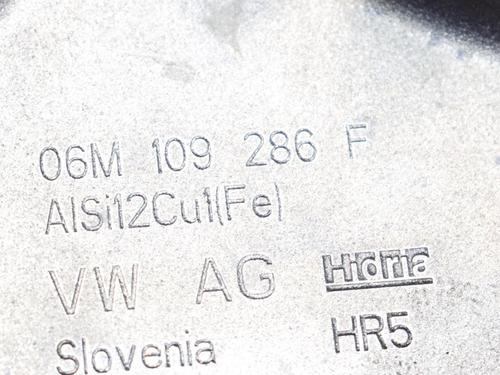 06M 109 286 F
AlSi12Cu1(Fe)
VW AG Hidria
Slovenia HR5